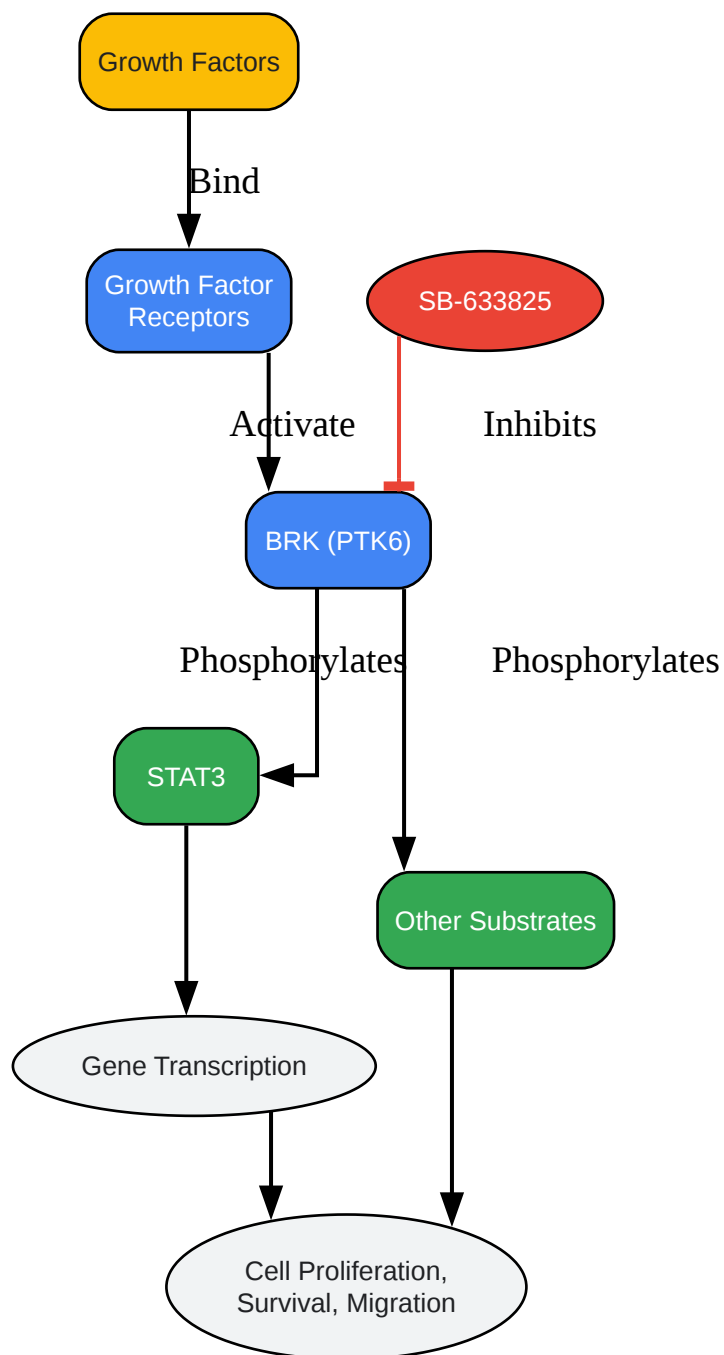 Growth Factors
Bind
Growth Factor
Receptors
SB-633825
Activate
Inhibits
BRK (PTK6)
Phosphorylates
Phosphorylates
STAT3
Other Substrates
Gene Transcription
Cell Proliferation,
Survival, Migration